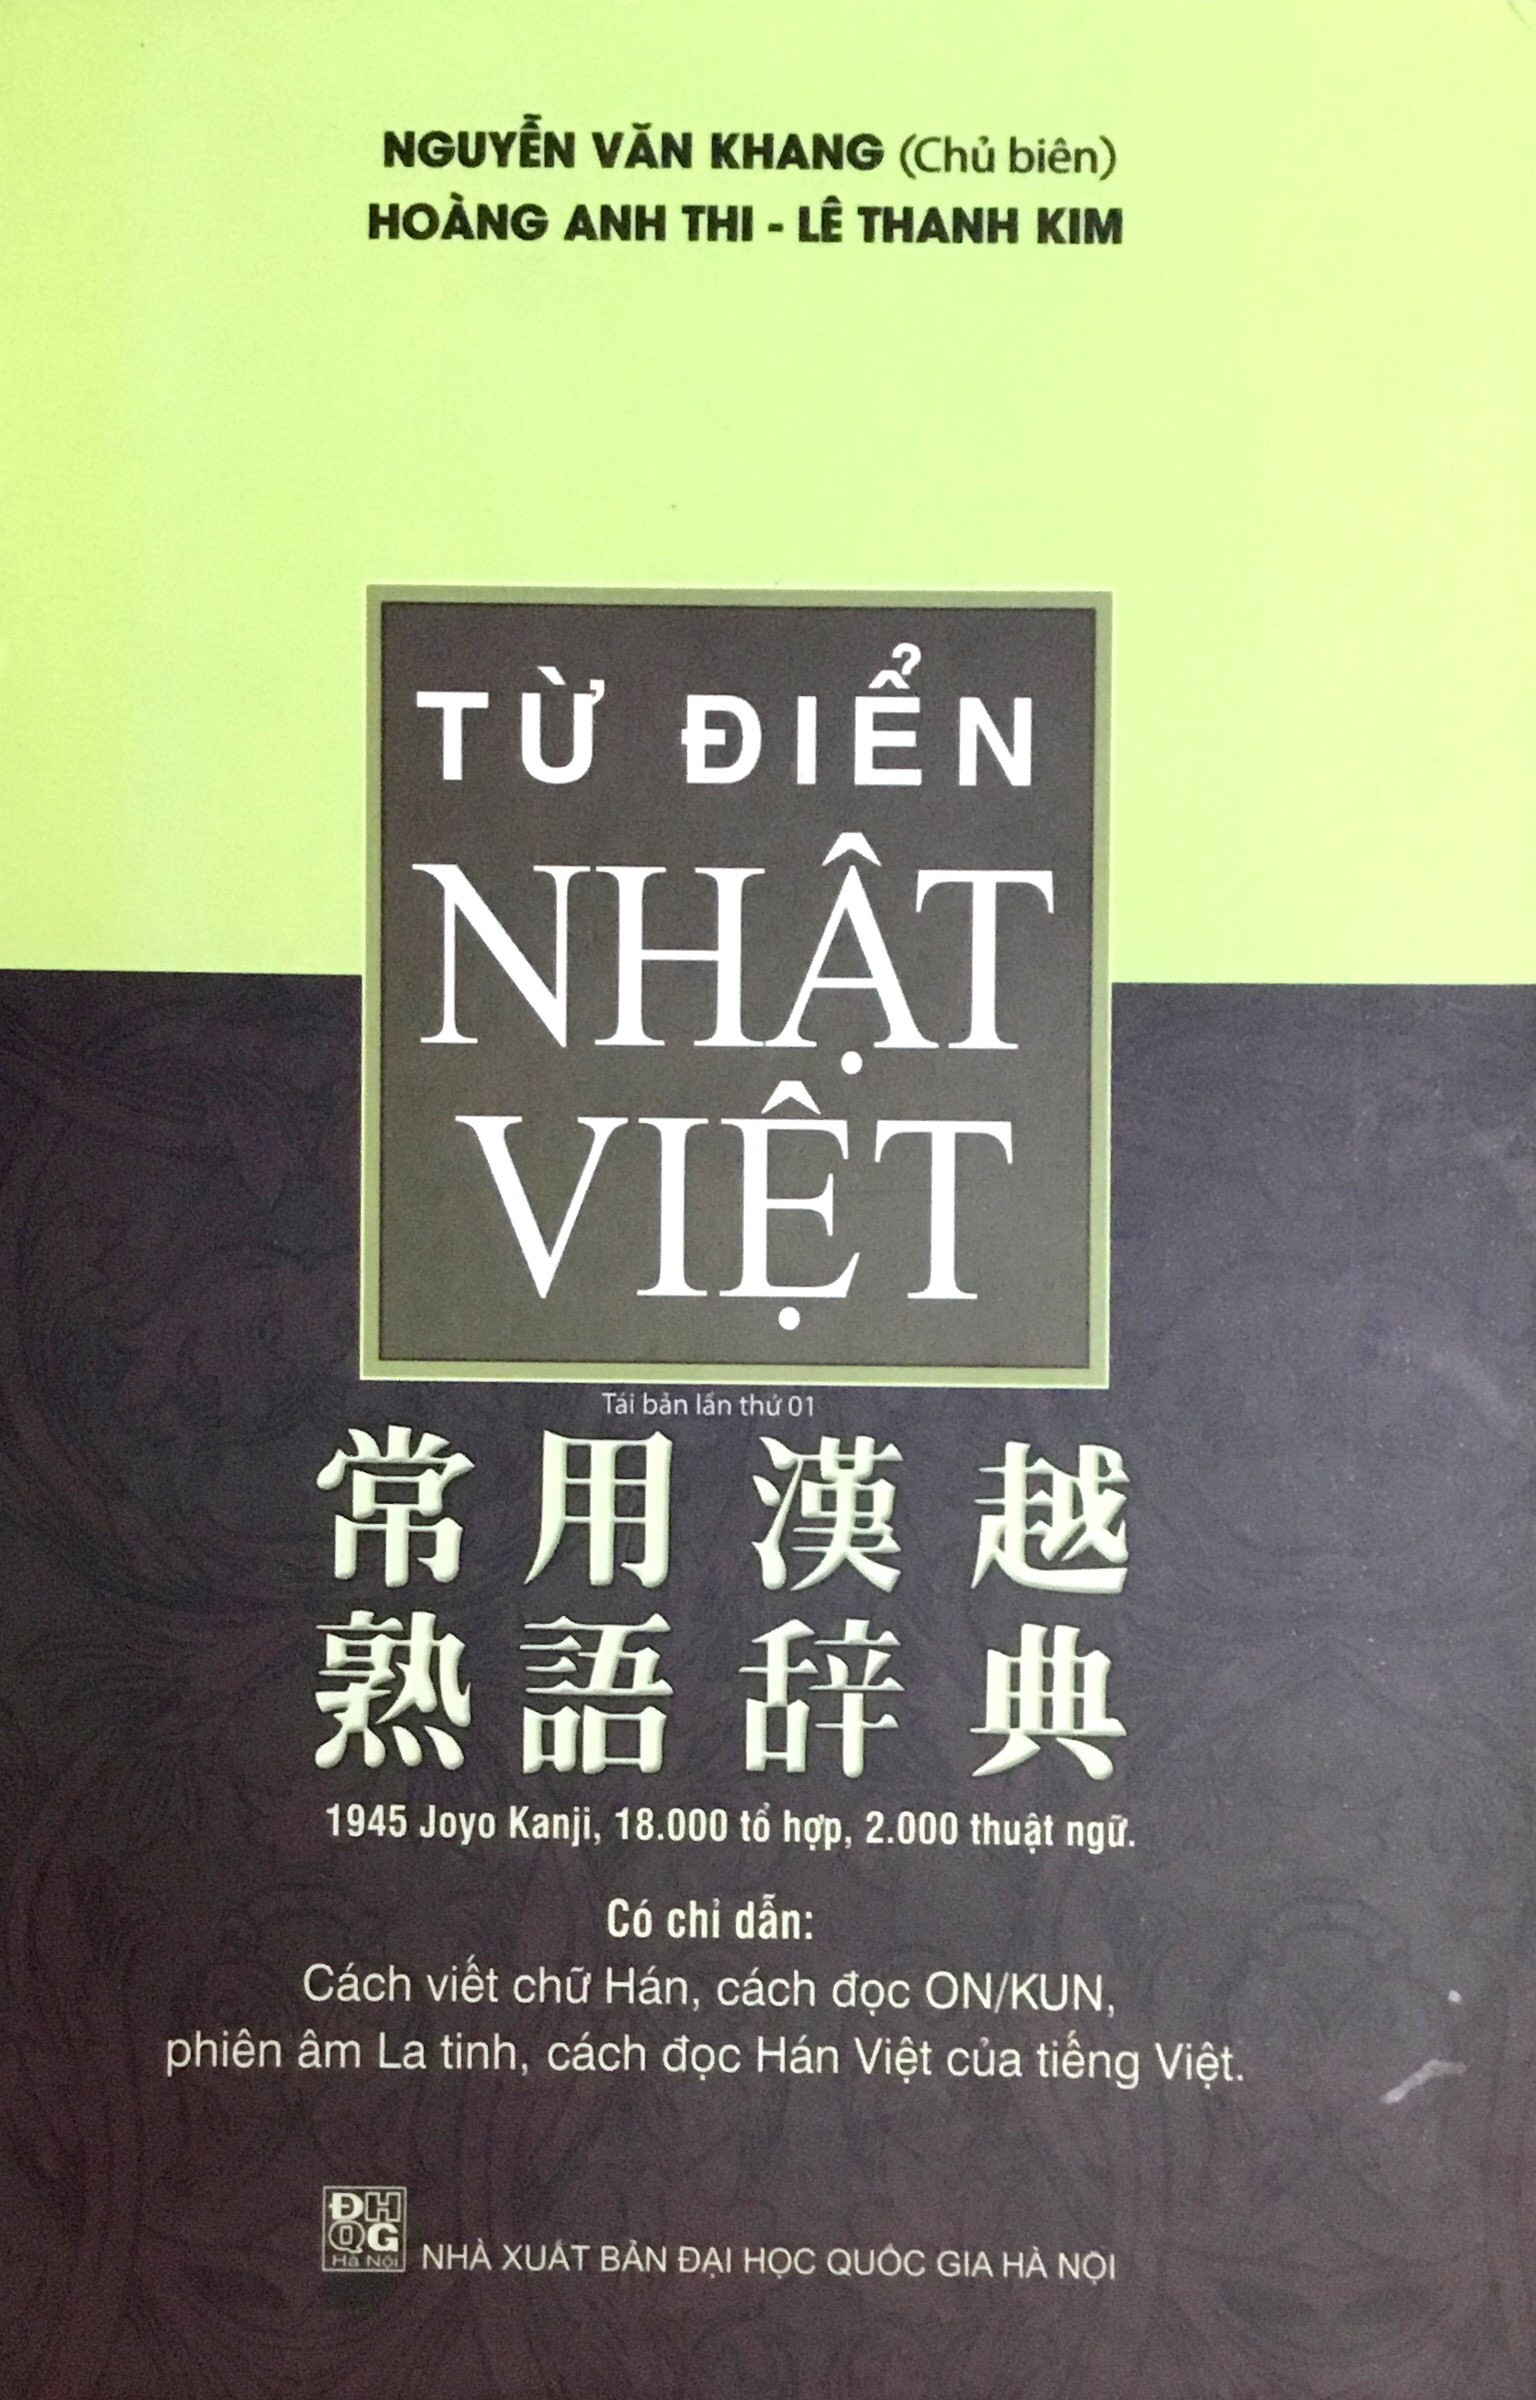 NGUYỄN VĂN KHANG (Chủ biên)
HOÀNG ANH THI - LÊ THANH KIM
TỪ ĐIỂN
NHẬT
VIỆT
Tái bản lần thứ 01
常用漢越
熟語辞典
1945 Joyo Kanji, 18.000 tổ hợp, 2.000 thuật ngữ.
Có chỉ dẫn:
Cách viết chữ Hán, cách đọc ON/KUN,
phiên âm La tinh, cách đọc Hán Việt của tiếng Việt.
ĐH
QG
Hà Nội
NHÀ XUẤT BẢN ĐẠI HỌC QUỐC GIA HÀ NỘI